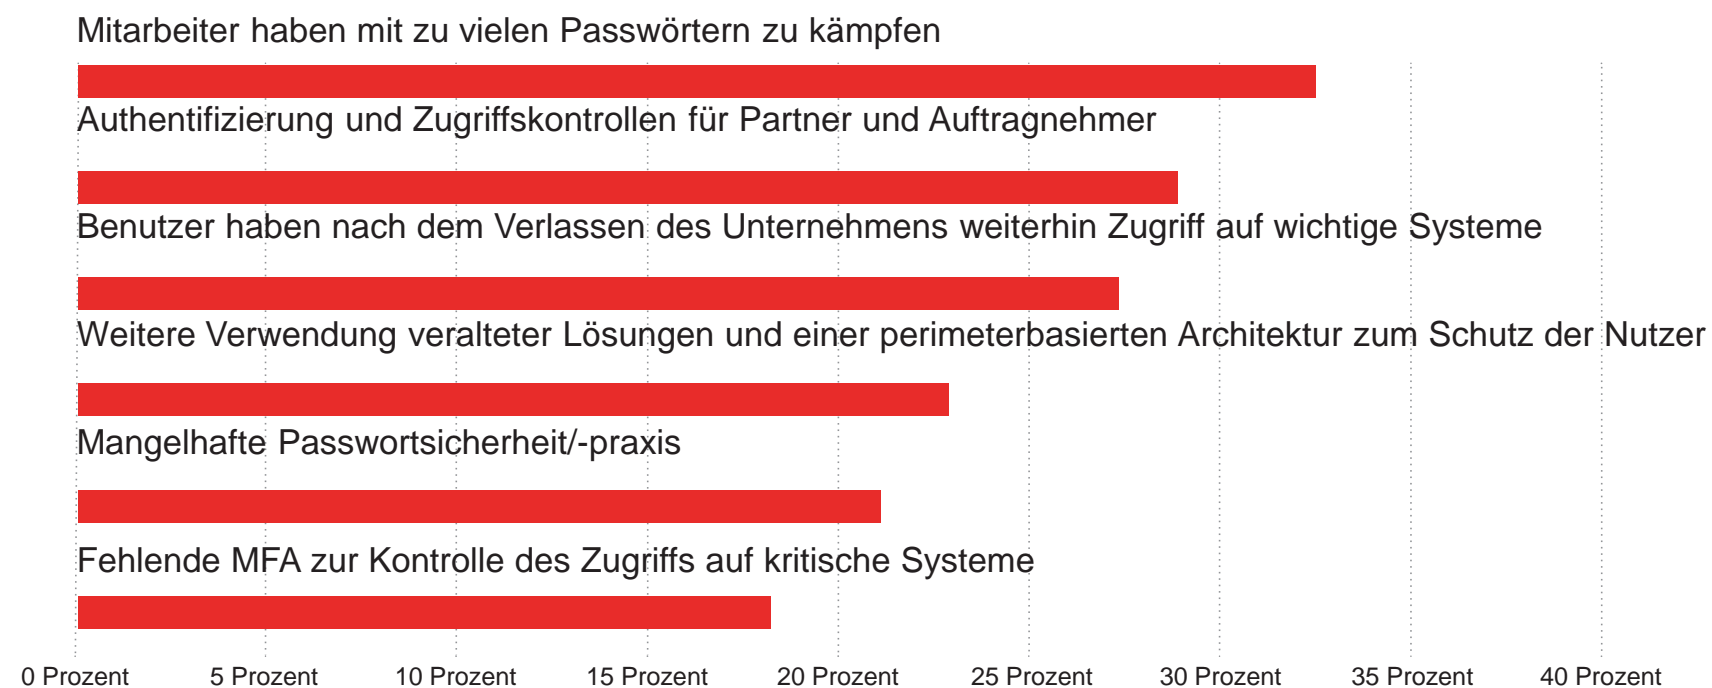 Mitarbeiter haben mit zu vielen Passwörtern zu kämpfen
Authentifizierung und Zugriffskontrollen für Partner und Auftragnehmer
Benutzer haben nach dem Verlassen des Unternehmens weiterhin Zugriff auf wichtige Systeme
Weitere Verwendung veralteter Lösungen und einer perimeterbasierten Architektur zum Schutz der Nutzer
Mangelhafte Passwortsicherheit/-praxis
Fehlende MFA zur Kontrolle des Zugriffs auf kritische Systeme
0 Prozent 5 Prozent 10 Prozent 15 Prozent 20 Prozent 25 Prozent 30 Prozent 35 Prozent 40 Prozent